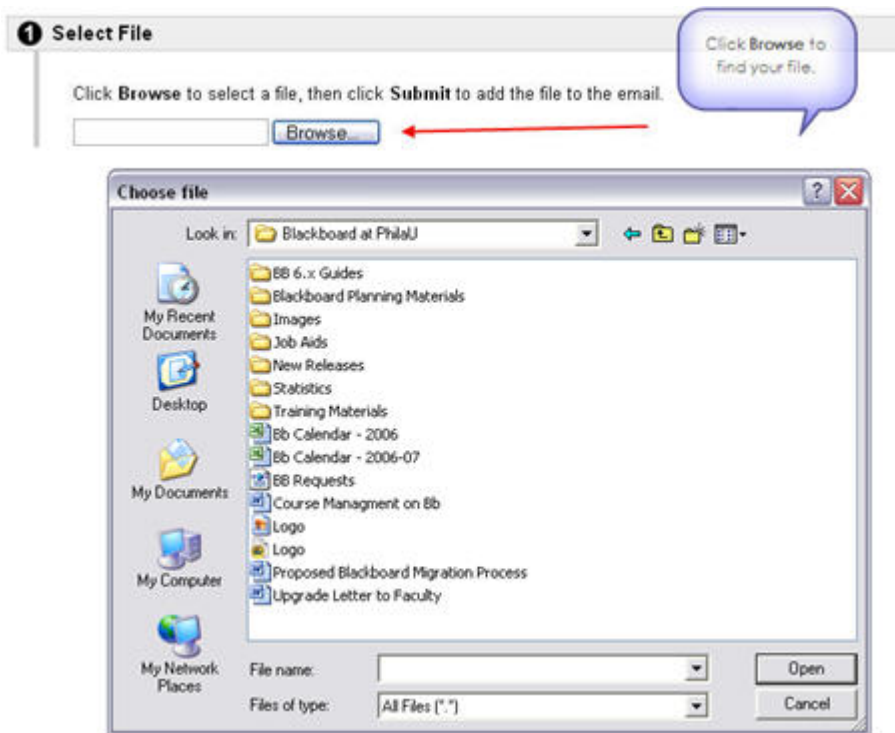 1 Select File
Click Browse to
find your file.
Click Browse to select a file, then click Submit to add the file to the email.
Browse...
Choose file
Look in:
Blackboard at PhilaU
My Recent
Documents
Desktop
My Documents
My Computer
My Network
Places
BB 6.x Guides
Blackboard Planning Materials
Images
Job Aids
New Releases
Statistics
Training Materials
Bb Calendar - 2006
Bb Calendar - 2006-07
BB Requests
Course Managment on Bb
Logo
Logo
Proposed Blackboard Migration Process
Upgrade Letter to Faculty
File name:
Open
Files of type:
All Files (*.*)
Cancel